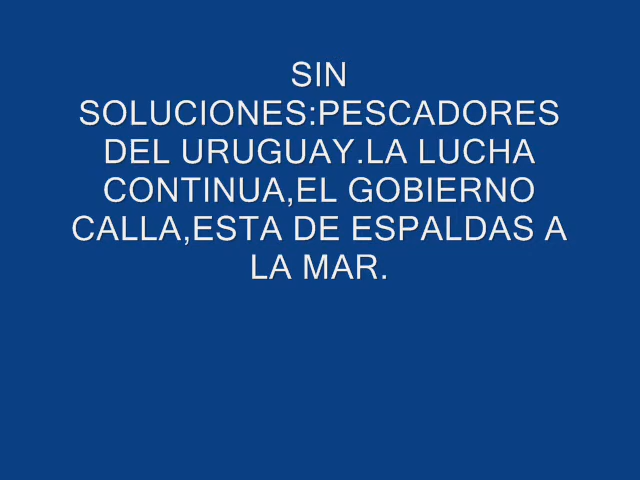 SIN
SOLUCIONES:PESCADORES
DEL URUGUAY.LA LUCHA
CONTINUA,EL GOBIERNO
CALLA,ESTA DE ESPALDAS A
LA MAR.